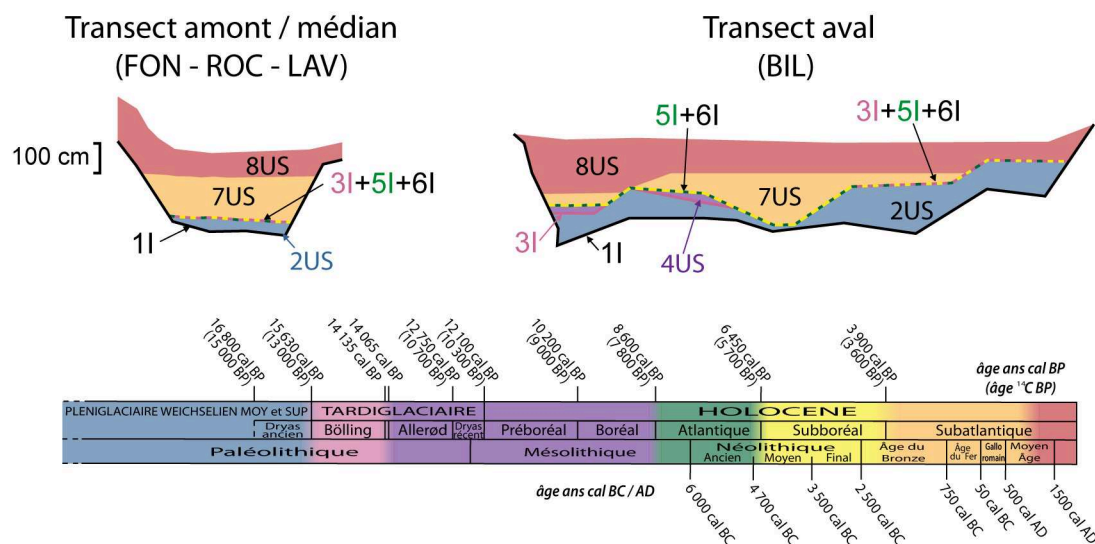 Transect amont / médian
(FON - ROC - LAV)
Transect aval
(BIL)
100 cm
8US
7US
3I+5I+6I
1I
2US
5I+6I
3I+5I+6I
8US
7US
2US
3I
1I
4US
16 800 cal BP
(15 000 BP)
15 630 cal BP
(13 000 BP)
14 135 cal BP
14 065 cal BP
12 750 cal BP
(10 700 BP)
12 100 cal BP
(10 300 BP)
10 200 cal BP
(9 000 BP)
8 600 cal BP
(7 800 BP)
6 450 cal BP
(5 700 BP)
3 900 cal BP
(3 600 BP)
âge ans cal BP
(âge ¹⁴C BP)
PLENIGLACIAIRE WEICHSELIEN MOY et SUP
TARDIGLACIAIRE
HOLOCENE
Dryas
ancien
Bölling
Allerød
Dryas
récent
Préboréal
Boréal
Atlantique
Subboréal
Subatlantique
Paléolithique
Mésolithique
Néolithique
Ancien
Moyen
Final
Âge du
Bronze
Âge
du Fer
Gallo
romain
Moyen
Âge
âge ans cal BC / AD
6 000 cal BC
4 700 cal BC
3 500 cal BC
2 500 cal BC
750 cal BC
50 cal BC
500 cal AD
1500 cal AD